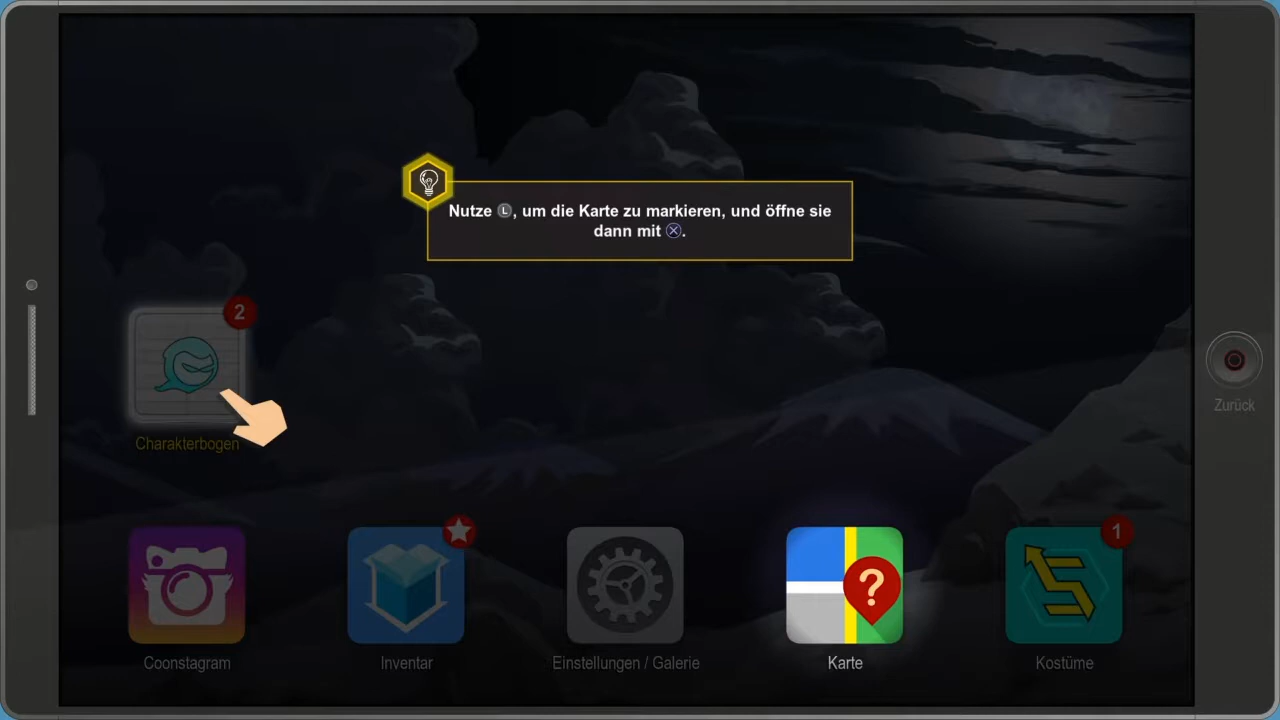 Nutze L, um die Karte zu markieren, und öffne sie
dann mit X.
2
Charakterbogen
Zurück
1
?
Coonstagram
Inventar
Einstellungen / Galerie
Karte
Kostüme